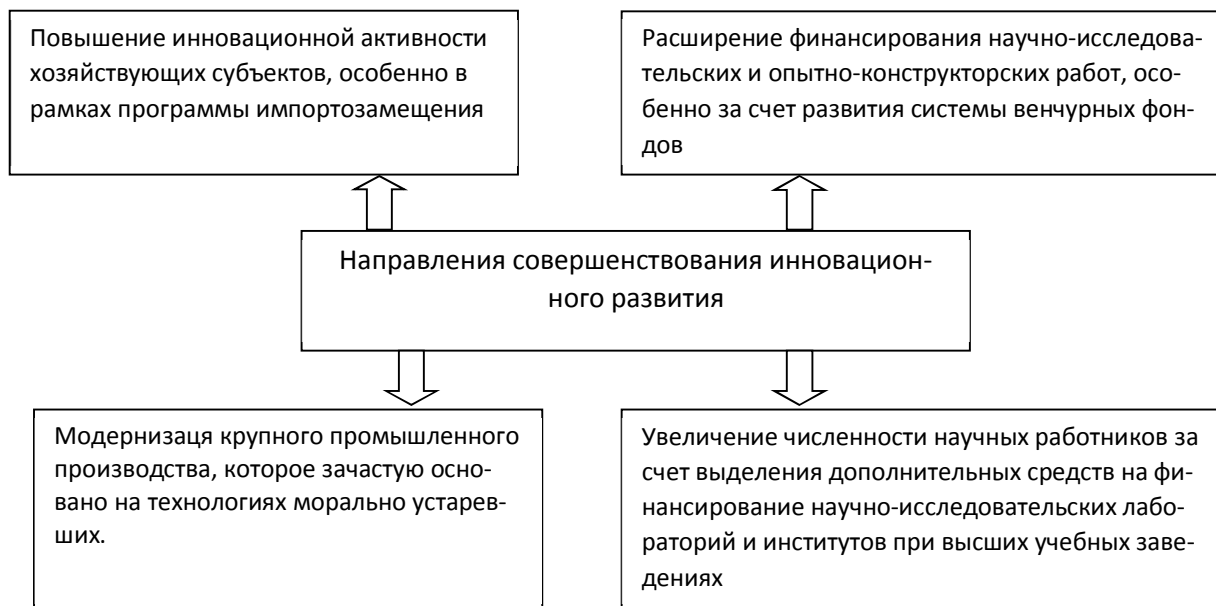 Повышение инновационной активности
хозяйствующих субъектов, особенно в
рамках программы импортозамещения
Расширение финансирования научно-исследова-
тельских и опытно-конструкторских работ, осо-
бенно за счет развития системы венчурных фон-
дов
Направления совершенствования инновацион-
ного развития
Модернизаця крупного промышленного
производства, которое зачастую осно-
вано на технологиях морально устарев-
ших.
Увеличение численности научных работников за
счет выделения дополнительных средств на фи-
нансирование научно-исследовательских лабо-
раторий и институтов при высших учебных заве-
дениях